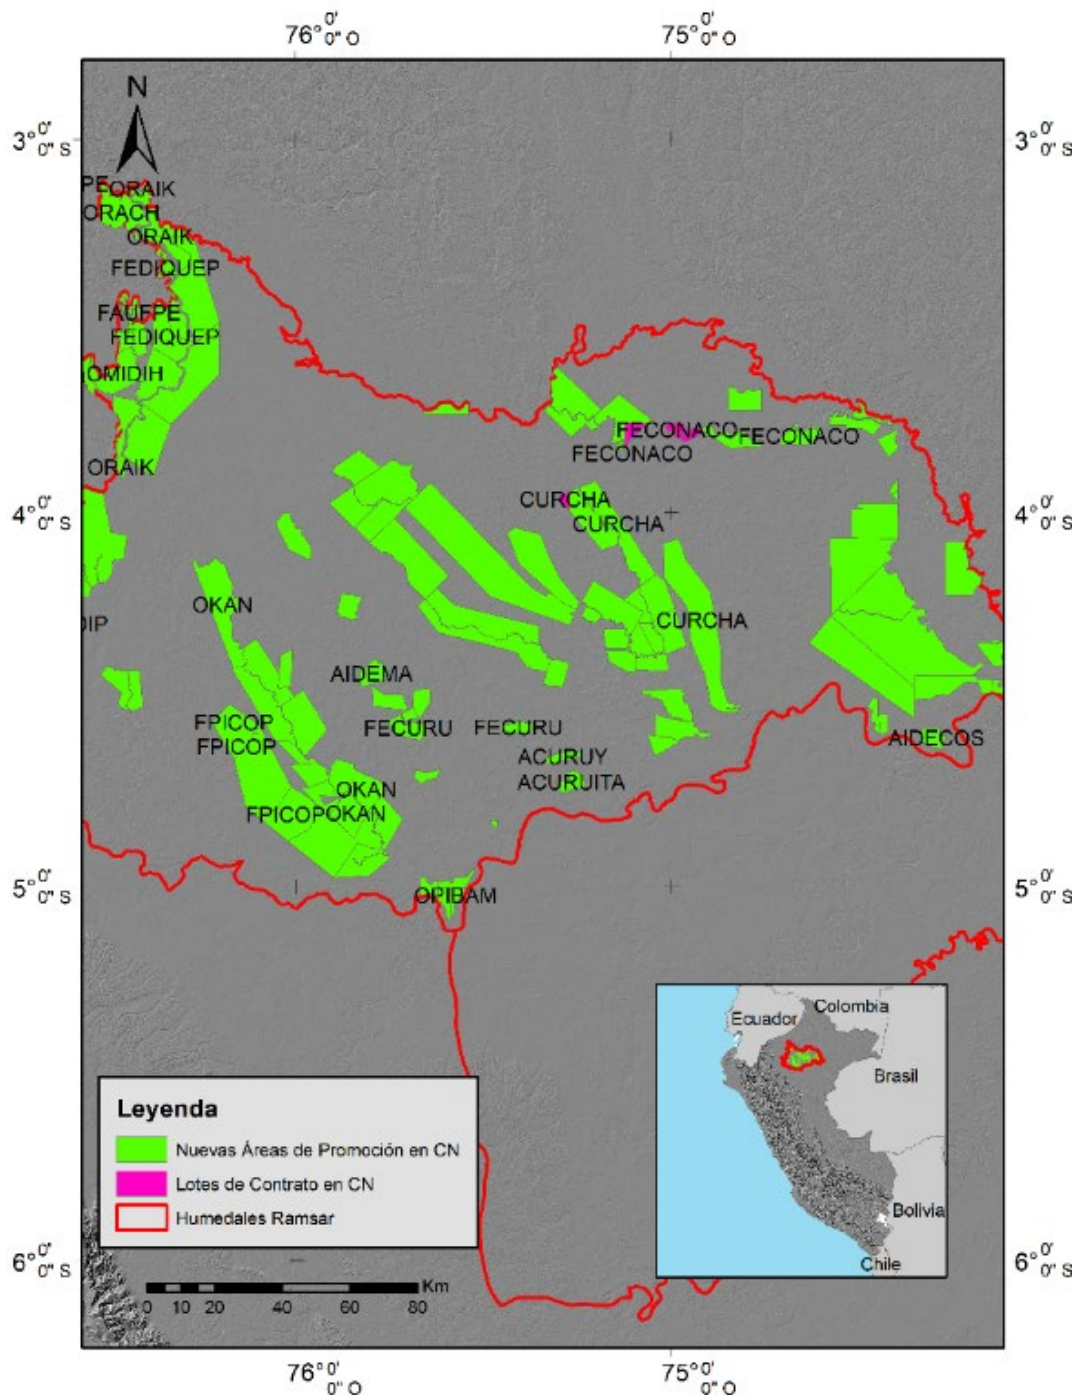 76° 0' 0" O
75° 0' 0" O
N
3° 0' 0" S
3° 0' 0" S
PE
ORAIK
ORACH
ORAIK
FEDIQUEP
FAUFPE
FEDIQUEP
OMIDIH
FECONACO
FECONACO
FECONACO
ORAIK
CURCHA
4° 0' 0" S
4° 0' 0" S
CURCHA
OKAN
DIP
CURCHA
AIDEMA
FPICOP
FECURU
FECURU
FPICOP
AIDECOS
ACURUY
OKAN
ACURUITA
FPICOP
OKAN
5° 0' 0" S
5° 0' 0" S
OPIBAM
Colombia
Ecuador
Brasil
Bolivia
Chile
Leyenda
Nuevas Áreas de Promoción en CN
Lotes de Contrato en CN
Humedales Ramsar
6° 0' 0" S
6° 0' 0" S
Km
0 10 20 40 60 80
76° 0' 0" O
75° 0' 0" O